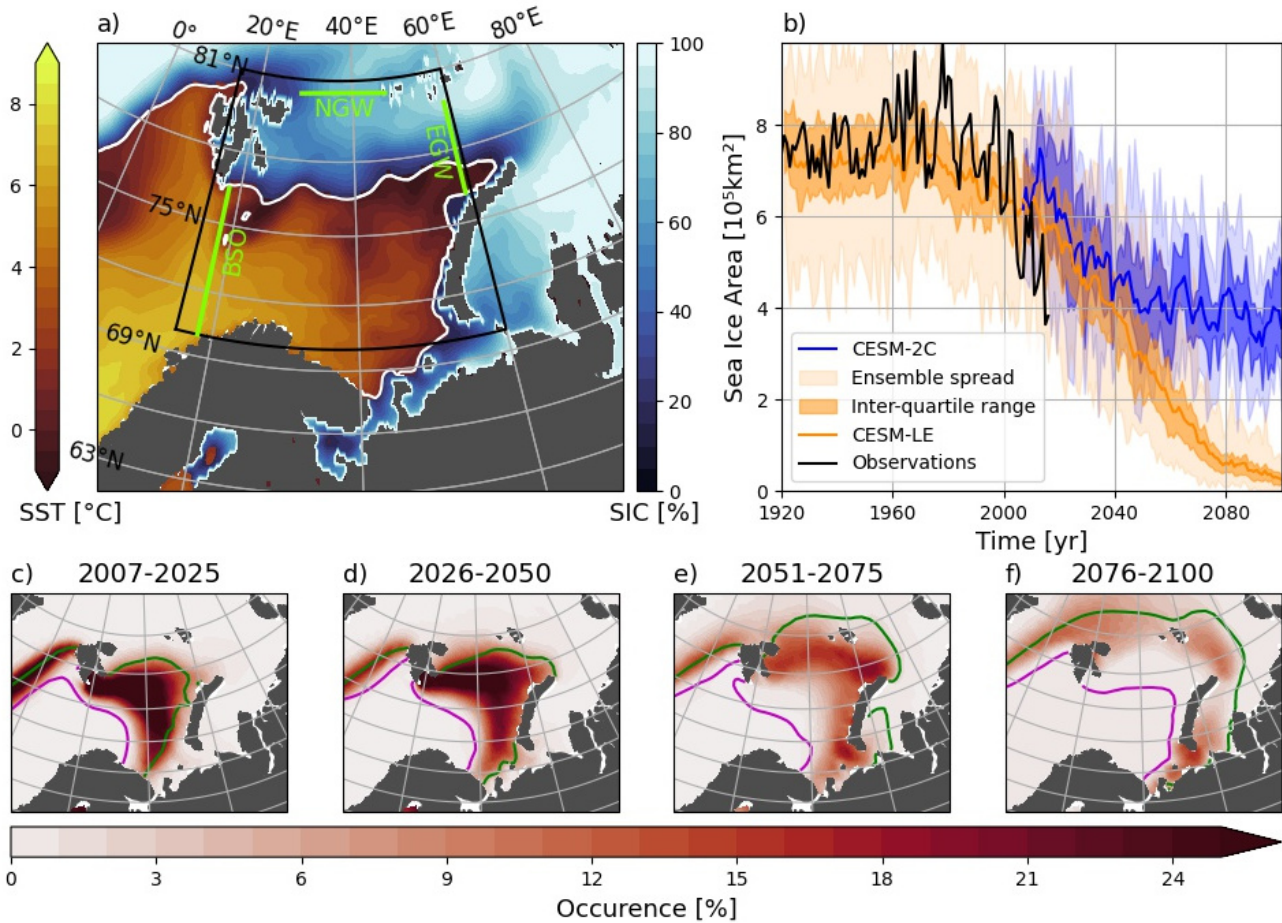 a)
0°
20°E
40°E
60°E
80°E
81°N
75°N
69°N
63°N
NGW
EGW
BSO
8
6
4
2
0
SST [°C]
100
80
60
40
20
0
SIC [%]
b)
8
6
4
2
0
Sea Ice Area [10⁵km²]
CESM-2C
Ensemble spread
Inter-quartile range
CESM-LE
Observations
1920
1960
2000
2040
2080
Time [yr]
c) 2007-2025
d) 2026-2050
e) 2051-2075
f) 2076-2100
0 3 6 9 12 15 18 21 24
Occurence [%]